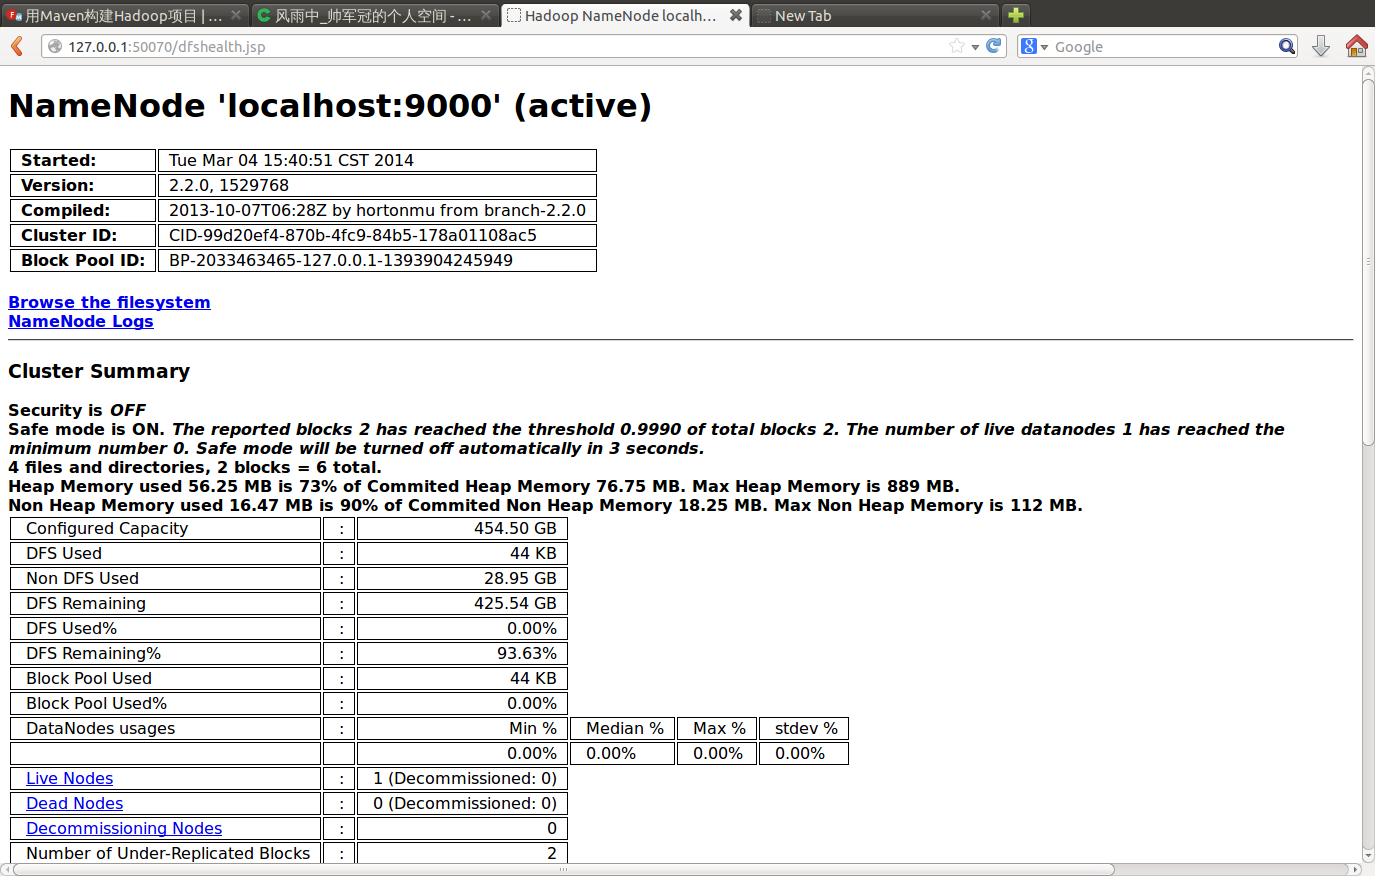 用Maven构建Hadoop项目 | ...
风雨中_帅军冠的个人空间 - ...
Hadoop NameNode localh...
New Tab
127.0.0.1:50070/dfshealth.jsp
Google
NameNode 'localhost:9000' (active)
Started: Tue Mar 04 15:40:51 CST 2014
Version: 2.2.0, 1529768
Compiled: 2013-10-07T06:28Z by hortonmu from branch-2.2.0
Cluster ID: CID-99d20ef4-870b-4fc9-84b5-178a01108ac5
Block Pool ID: BP-2033463465-127.0.0.1-1393904245949
Browse the filesystem
NameNode Logs
Cluster Summary
Security is OFF
Safe mode is ON. The reported blocks 2 has reached the threshold 0.9990 of total blocks 2. The number of live datanodes 1 has reached the
minimum number 0. Safe mode will be turned off automatically in 3 seconds.
4 files and directories, 2 blocks = 6 total.
Heap Memory used 56.25 MB is 73% of Commited Heap Memory 76.75 MB. Max Heap Memory is 889 MB.
Non Heap Memory used 16.47 MB is 90% of Commited Non Heap Memory 18.25 MB. Max Non Heap Memory is 112 MB.
Configured Capacity : 454.50 GB
DFS Used : 44 KB
Non DFS Used : 28.95 GB
DFS Remaining : 425.54 GB
DFS Used% : 0.00%
DFS Remaining% : 93.63%
Block Pool Used : 44 KB
Block Pool Used% : 0.00%
DataNodes usages : Min % Median % Max % stdev %
0.00% 0.00% 0.00% 0.00%
Live Nodes : 1 (Decommissioned: 0)
Dead Nodes : 0 (Decommissioned: 0)
Decommissioning Nodes : 0
Number of Under-Replicated Blocks : 2